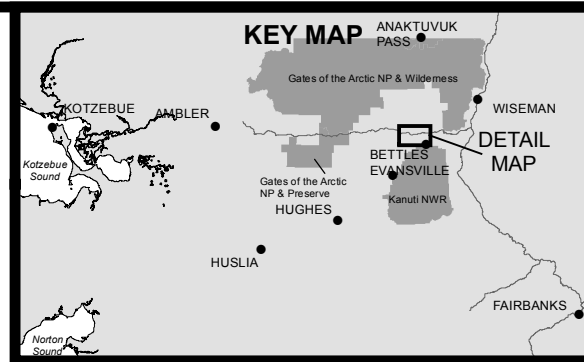 KEY MAP
ANAKTUVUK
PASS
Gates of the Arctic NP & Wilderness
KOTZEBUE
AMBLER
WISEMAN
Kotzebue
Sound
DETAIL
MAP
BETTLES
EVANSVILLE
Gates of the Arctic
NP & Preserve
Kanuti NWR
HUGHES
HUSLIA
FAIRBANKS
Norton
Sound